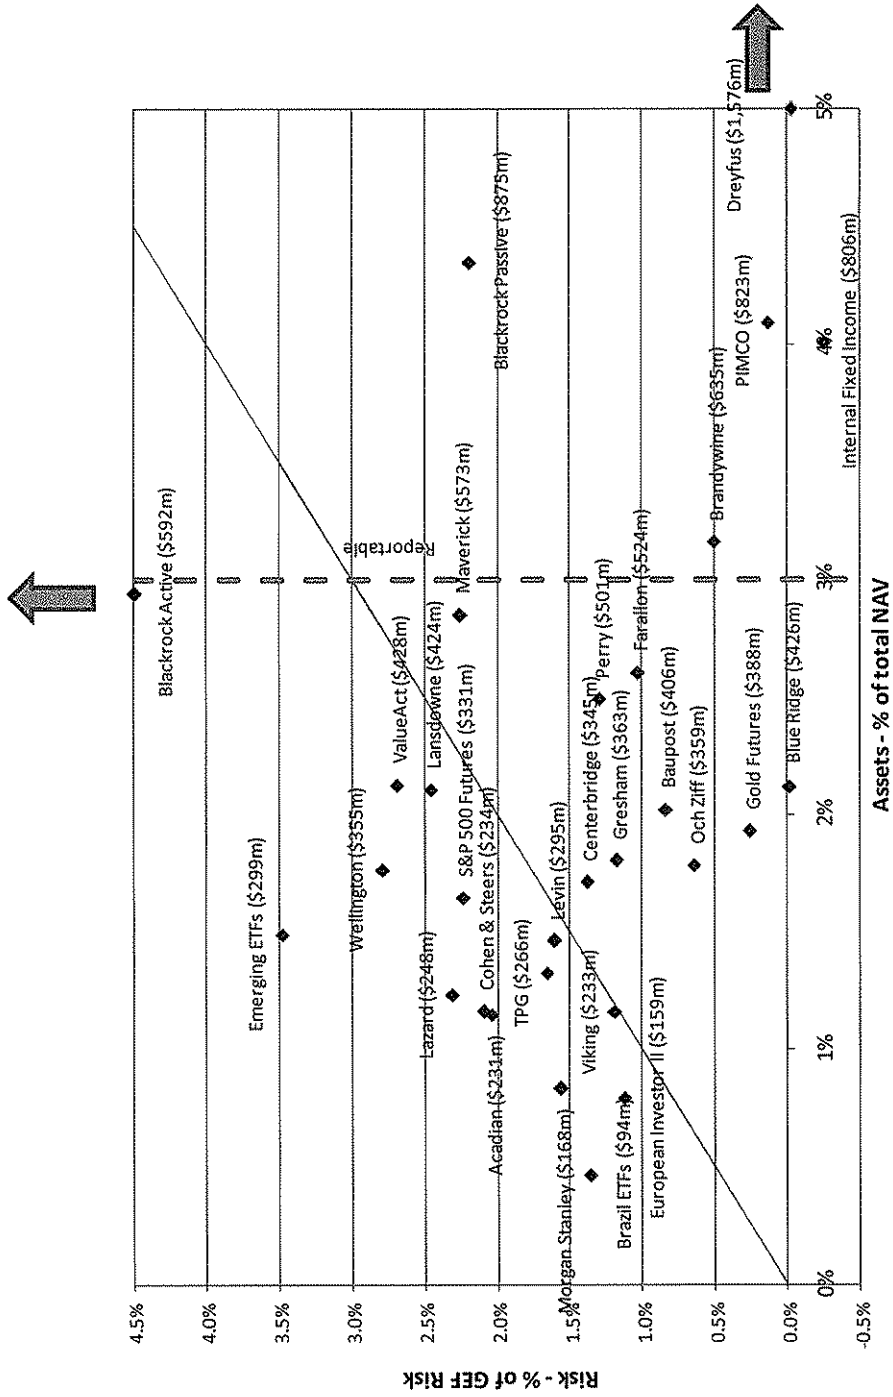 Risk - % of GEF Risk
4.5%
4.0%
3.5%
3.0%
2.5%
2.0%
1.5%
1.0%
0.5%
0.0%
-0.5%
Blackrock Active ($592m)
Emerging ETFs ($299m)
Reportable
Wellington ($355m)
ValueAct ($428m)
Lansdowne ($424m)
Lazard ($248m)
S&P 500 Futures ($331m)
Maverick ($573m)
Cohen & Steers ($234m)
Acadian ($231m)
Blackrock Passive ($875m)
TPG ($266m)
Levin ($295m)
Morgan Stanley ($168m)
Viking ($233m)
Centerbridge ($345m)
Perry ($501m)
Brazil ETFs ($94m)
Gresham ($363m)
Farallon ($524m)
European Investor II ($159m)
Baupost ($406m)
Och Ziff ($359m)
Brandywine ($635m)
Gold Futures ($388m)
PIMCO ($823m)
Dreyfus ($1,576m)
Blue Ridge ($426m)
Internal Fixed Income ($806m)
0%
1%
2%
3%
4%
5%
Assets - % of total NAV